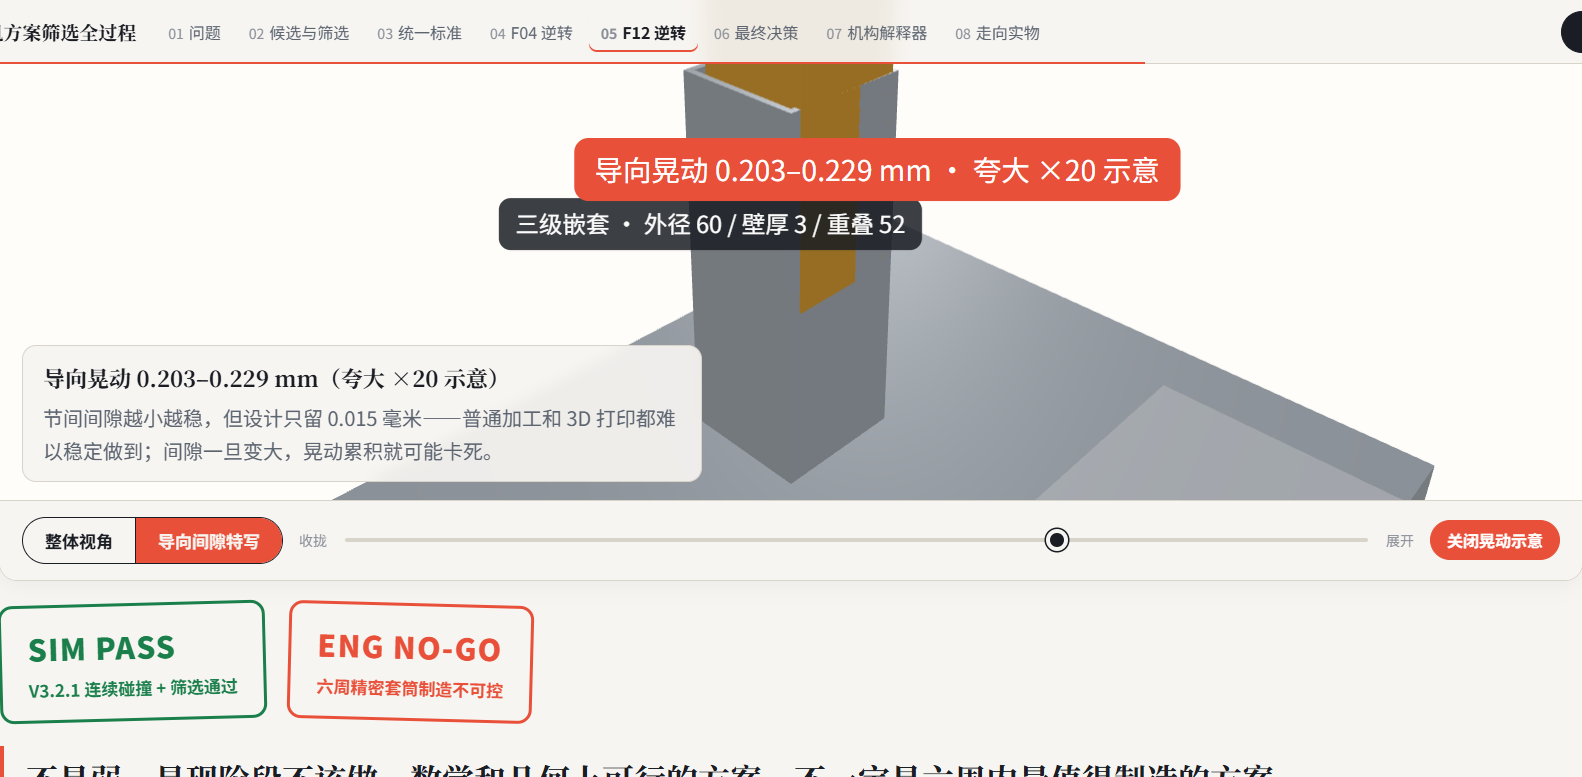 方案筛选全过程 01 问题 02 候选与筛选 03 统一标准 04 F04 逆转 05 F12 逆转 06 最终决策 07 机构解释器 08 走向实物
导向晃动 0.203–0.229 mm · 夸大 ×20 示意
三级嵌套 · 外径 60 / 壁厚 3 / 重叠 52
导向晃动 0.203–0.229 mm（夸大 ×20 示意）
节间间隙越小越稳，但设计只留 0.015 毫米——普通加工和 3D 打印都难
以稳定做到；间隙一旦变大，晃动累积就可能卡死。
整体视角 导向间隙特写 收拢 展开 关闭晃动示意
SIM PASS
V3.2.1 连续碰撞 + 筛选通过
ENG NO-GO
六周精密套筒制造不可控